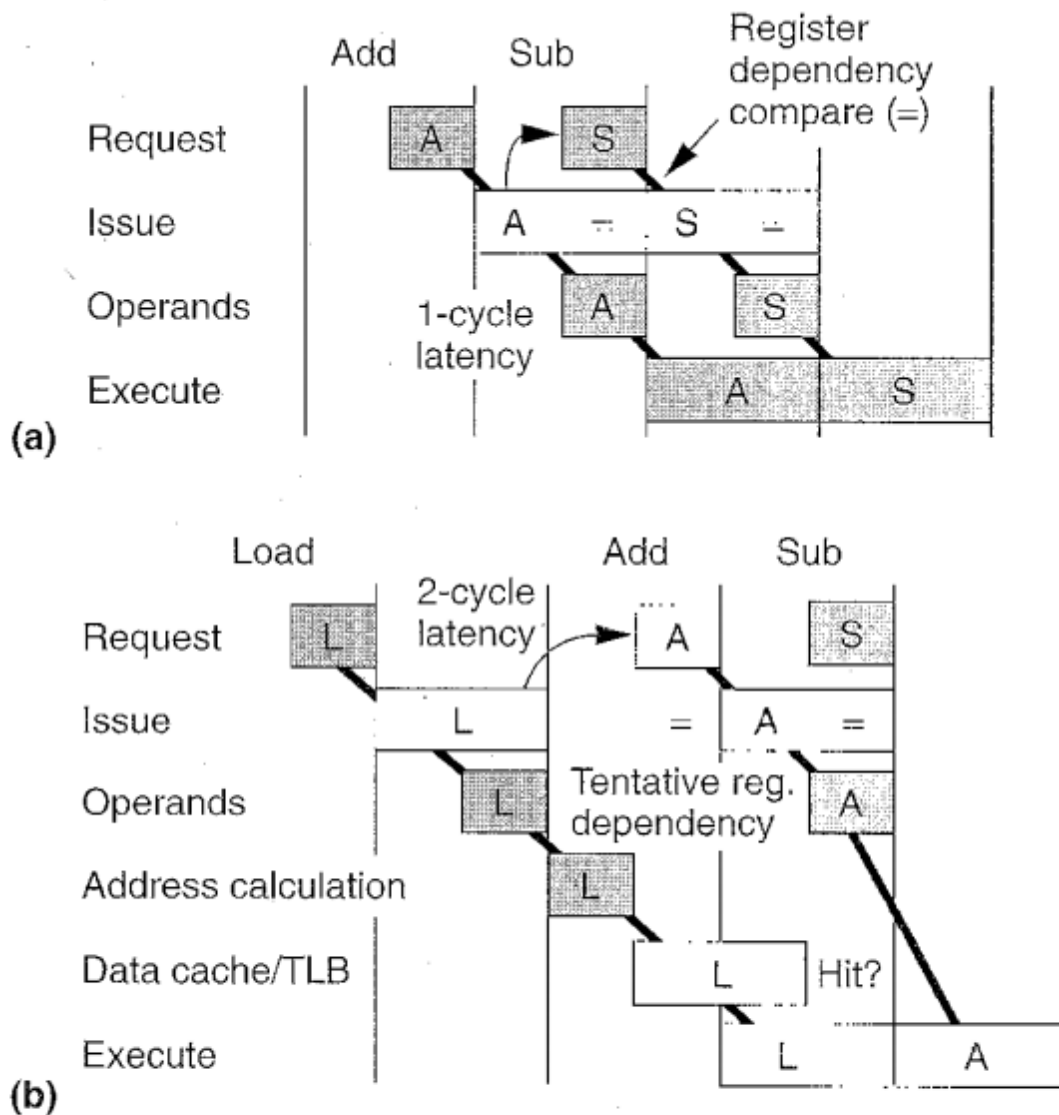 Add Sub
Register
dependency
compare (=)
Request A S
Issue A = S =
Operands A S
1-cycle
latency
Execute A S
(a)
Load Add Sub
2-cycle
latency
Request L A S
Issue L = A =
Operands L A
Tentative reg.
dependency
Address calculation L
Data cache/TLB L Hit?
Execute L A
(b)